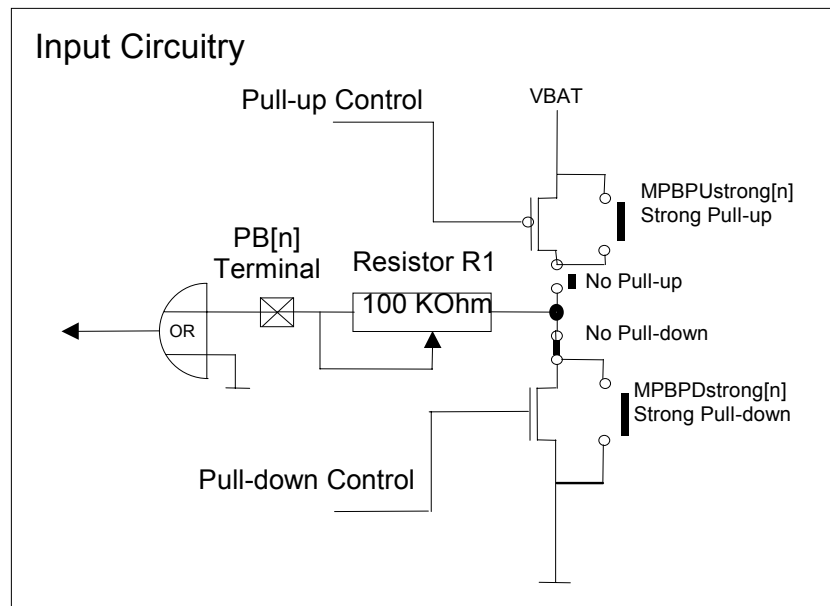 Input Circuitry
Pull-up Control
VBAT
MPBPUstrong[n]
Strong Pull-up
PB[n]
Terminal
Resistor R1
No Pull-up
100 KOhm
OR
No Pull-down
MPBPDstrong[n]
Strong Pull-down
Pull-down Control